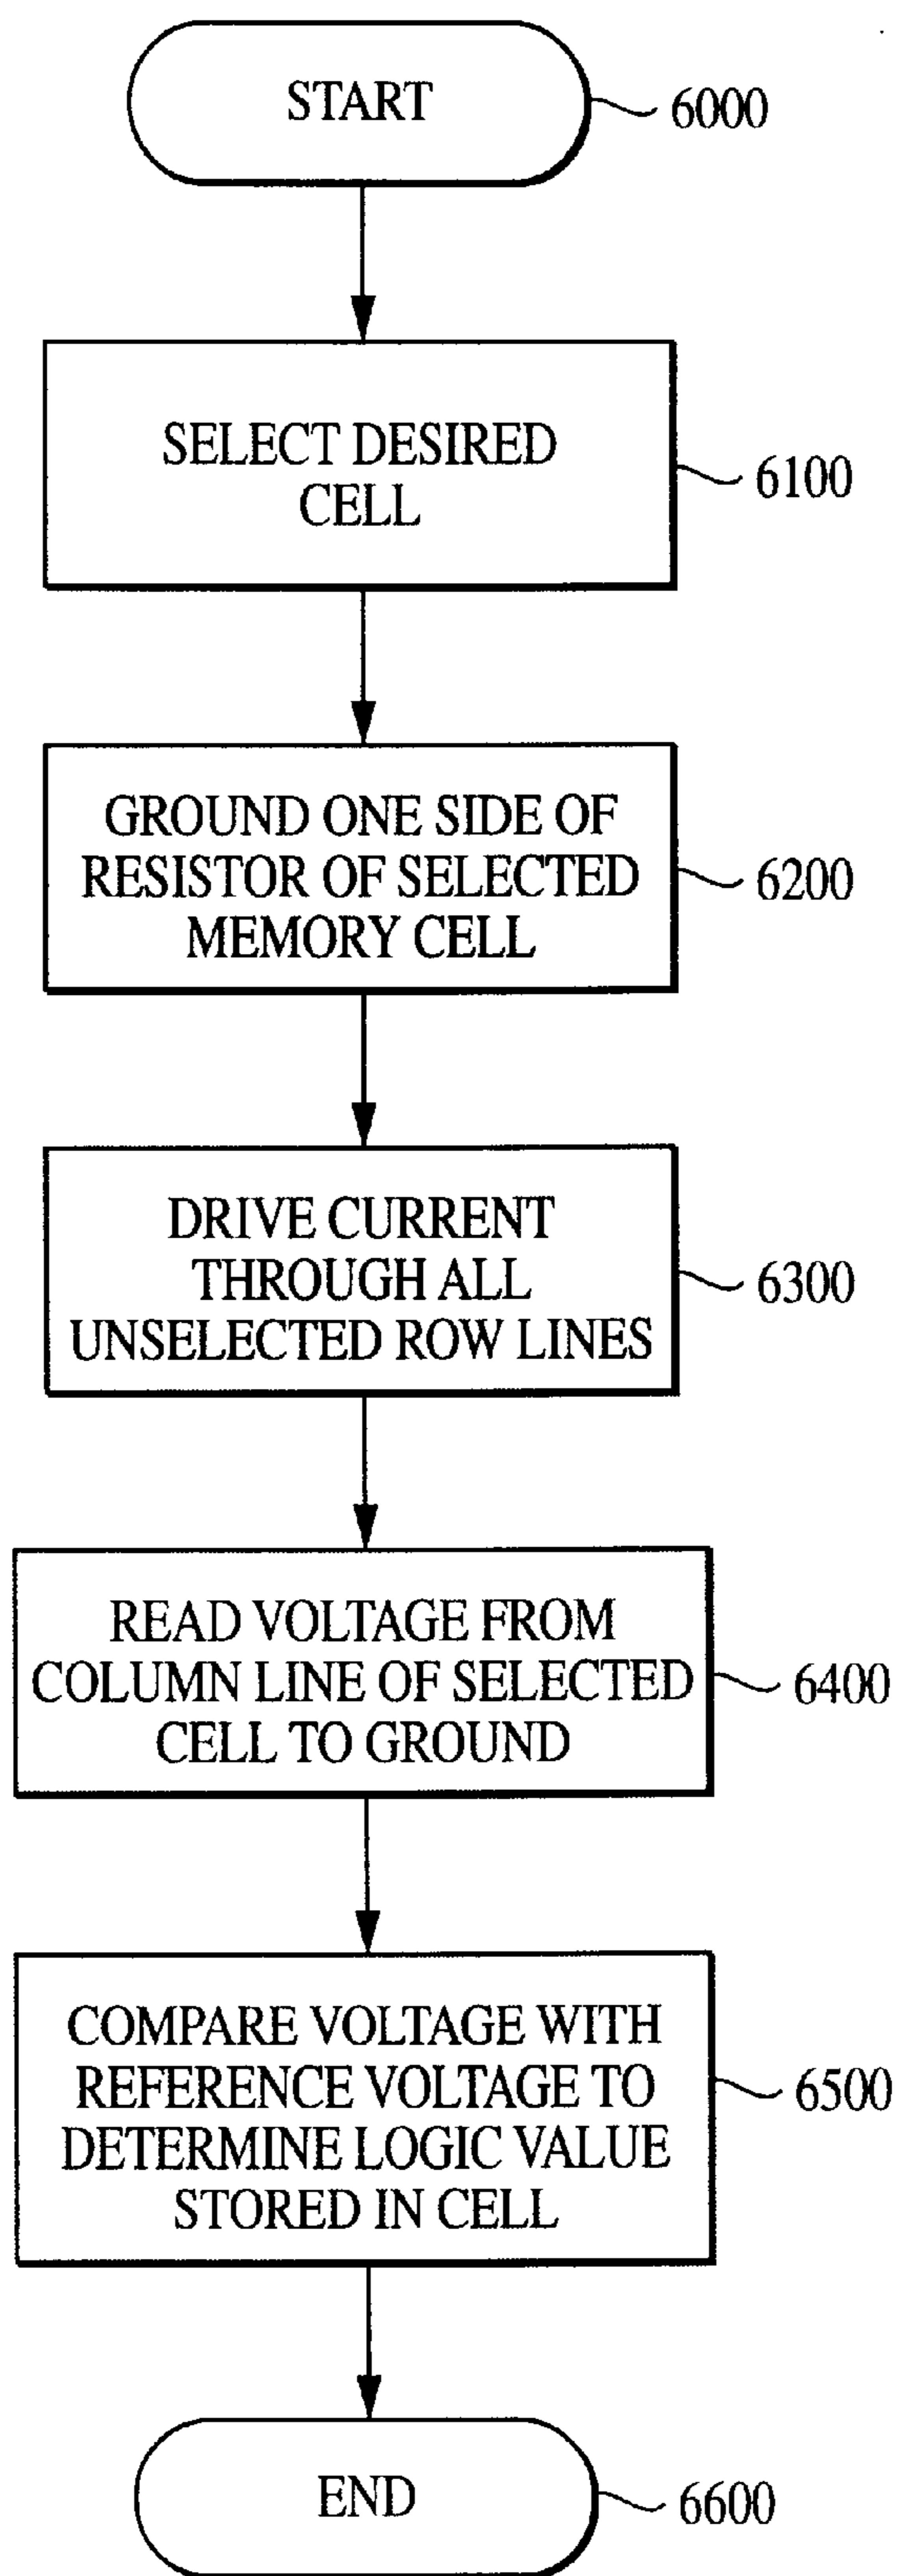 START
6000
SELECT DESIRED
CELL
6100
GROUND ONE SIDE OF
RESISTOR OF SELECTED
MEMORY CELL
6200
DRIVE CURRENT
THROUGH ALL
UNSELECTED ROW LINES
6300
READ VOLTAGE FROM
COLUMN LINE OF SELECTED
CELL TO GROUND
6400
COMPARE VOLTAGE WITH
REFERENCE VOLTAGE TO
DETERMINE LOGIC VALUE
STORED IN CELL
6500
END
6600